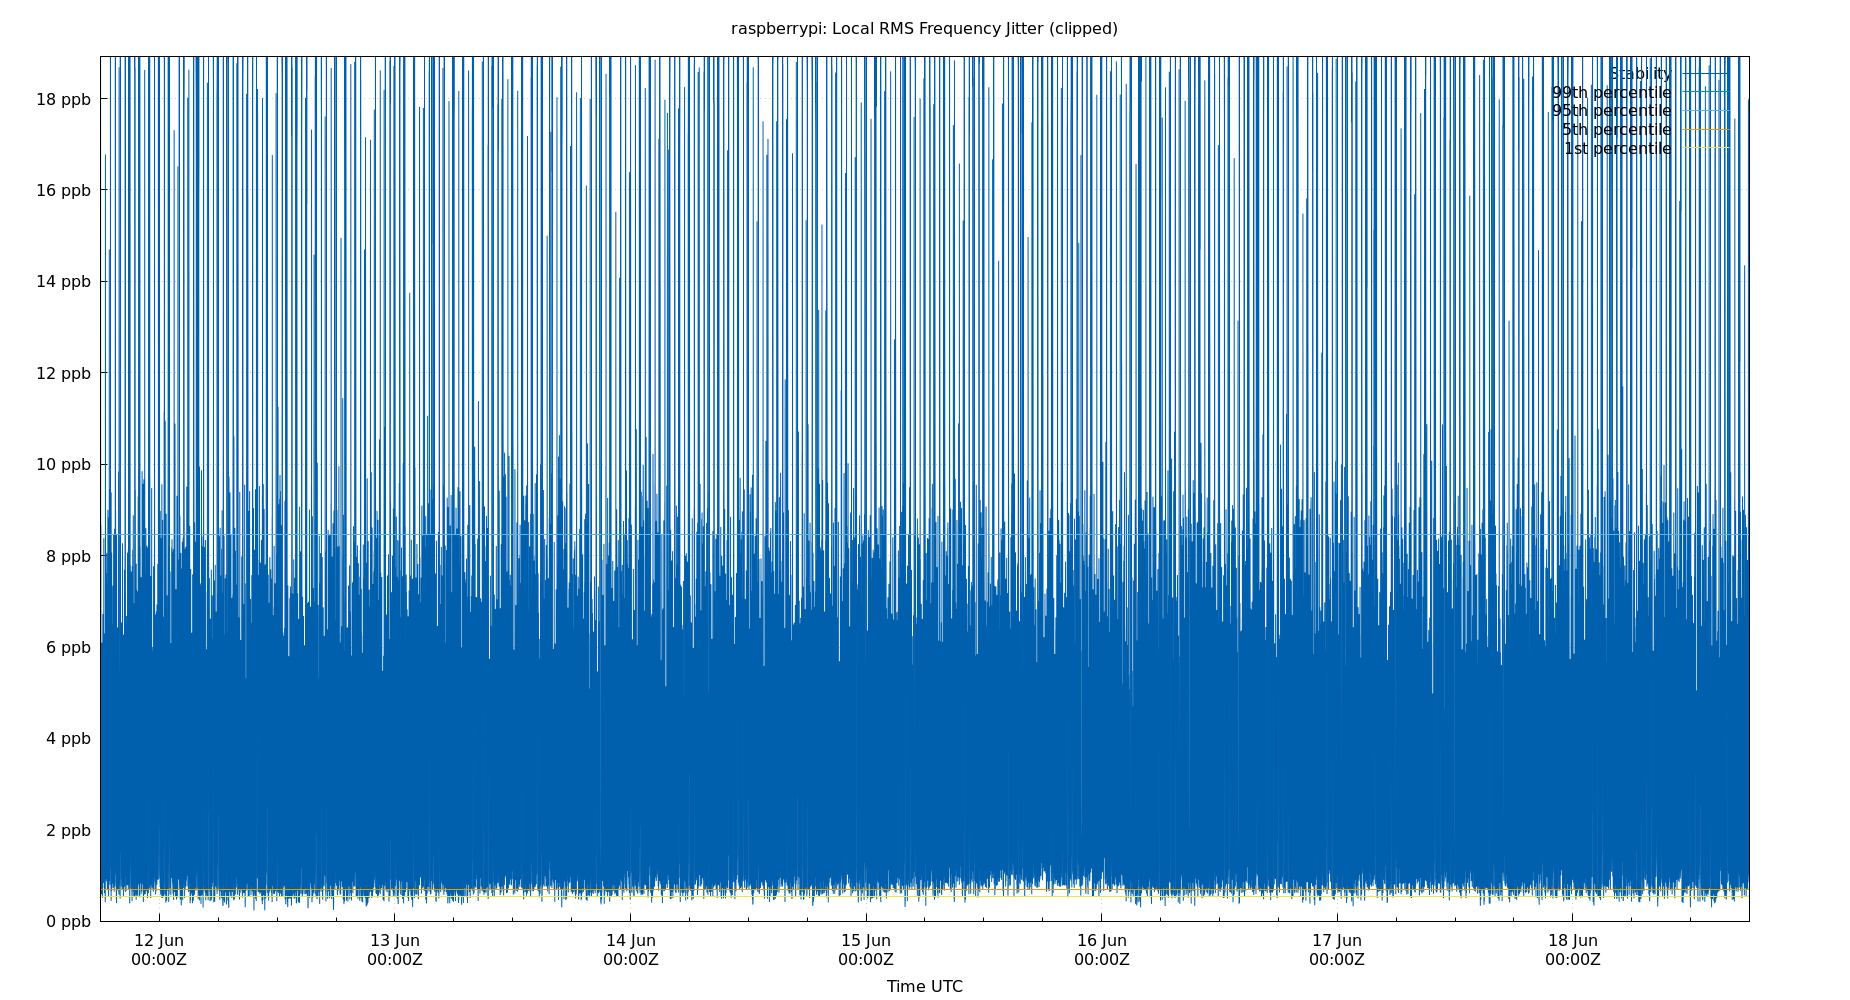 raspberrypi: Local RMS Frequency Jitter (clipped)
18 ppb
16 ppb
14 ppb
12 ppb
10 ppb
8 ppb
6 ppb
4 ppb
2 ppb
0 ppb
Stability
99th percentile
95th percentile
5th percentile
1st percentile
12 Jun 13 Jun 14 Jun 15 Jun 16 Jun 17 Jun 18 Jun
00:00Z 00:00Z 00:00Z 00:00Z 00:00Z 00:00Z 00:00Z
Time UTC